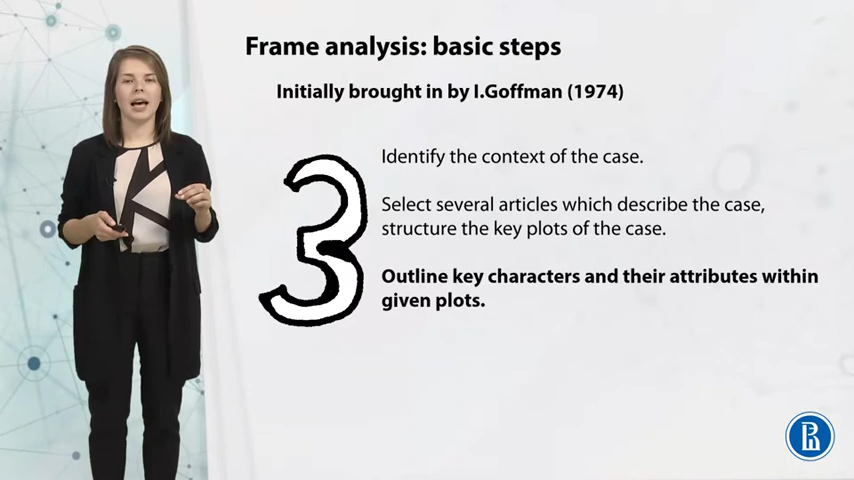 Frame analysis: basic steps
Initially brought in by I.Goffman (1974)
3
Identify the context of the case.
Select several articles which describe the case,
structure the key plots of the case.
Outline key characters and their attributes within
given plots.